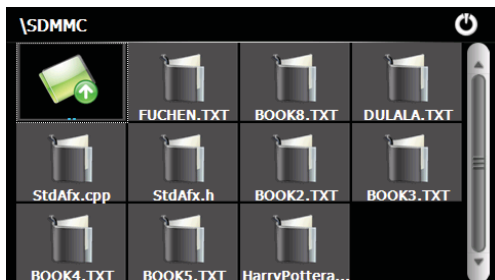 \SDMMC
..
FUCHEN.TXT
BOOK8.TXT
DULALA.TXT
StdAfx.cpp
StdAfx.h
BOOK2.TXT
BOOK3.TXT
BOOK4.TXT
BOOK5.TXT
HarryPottera...